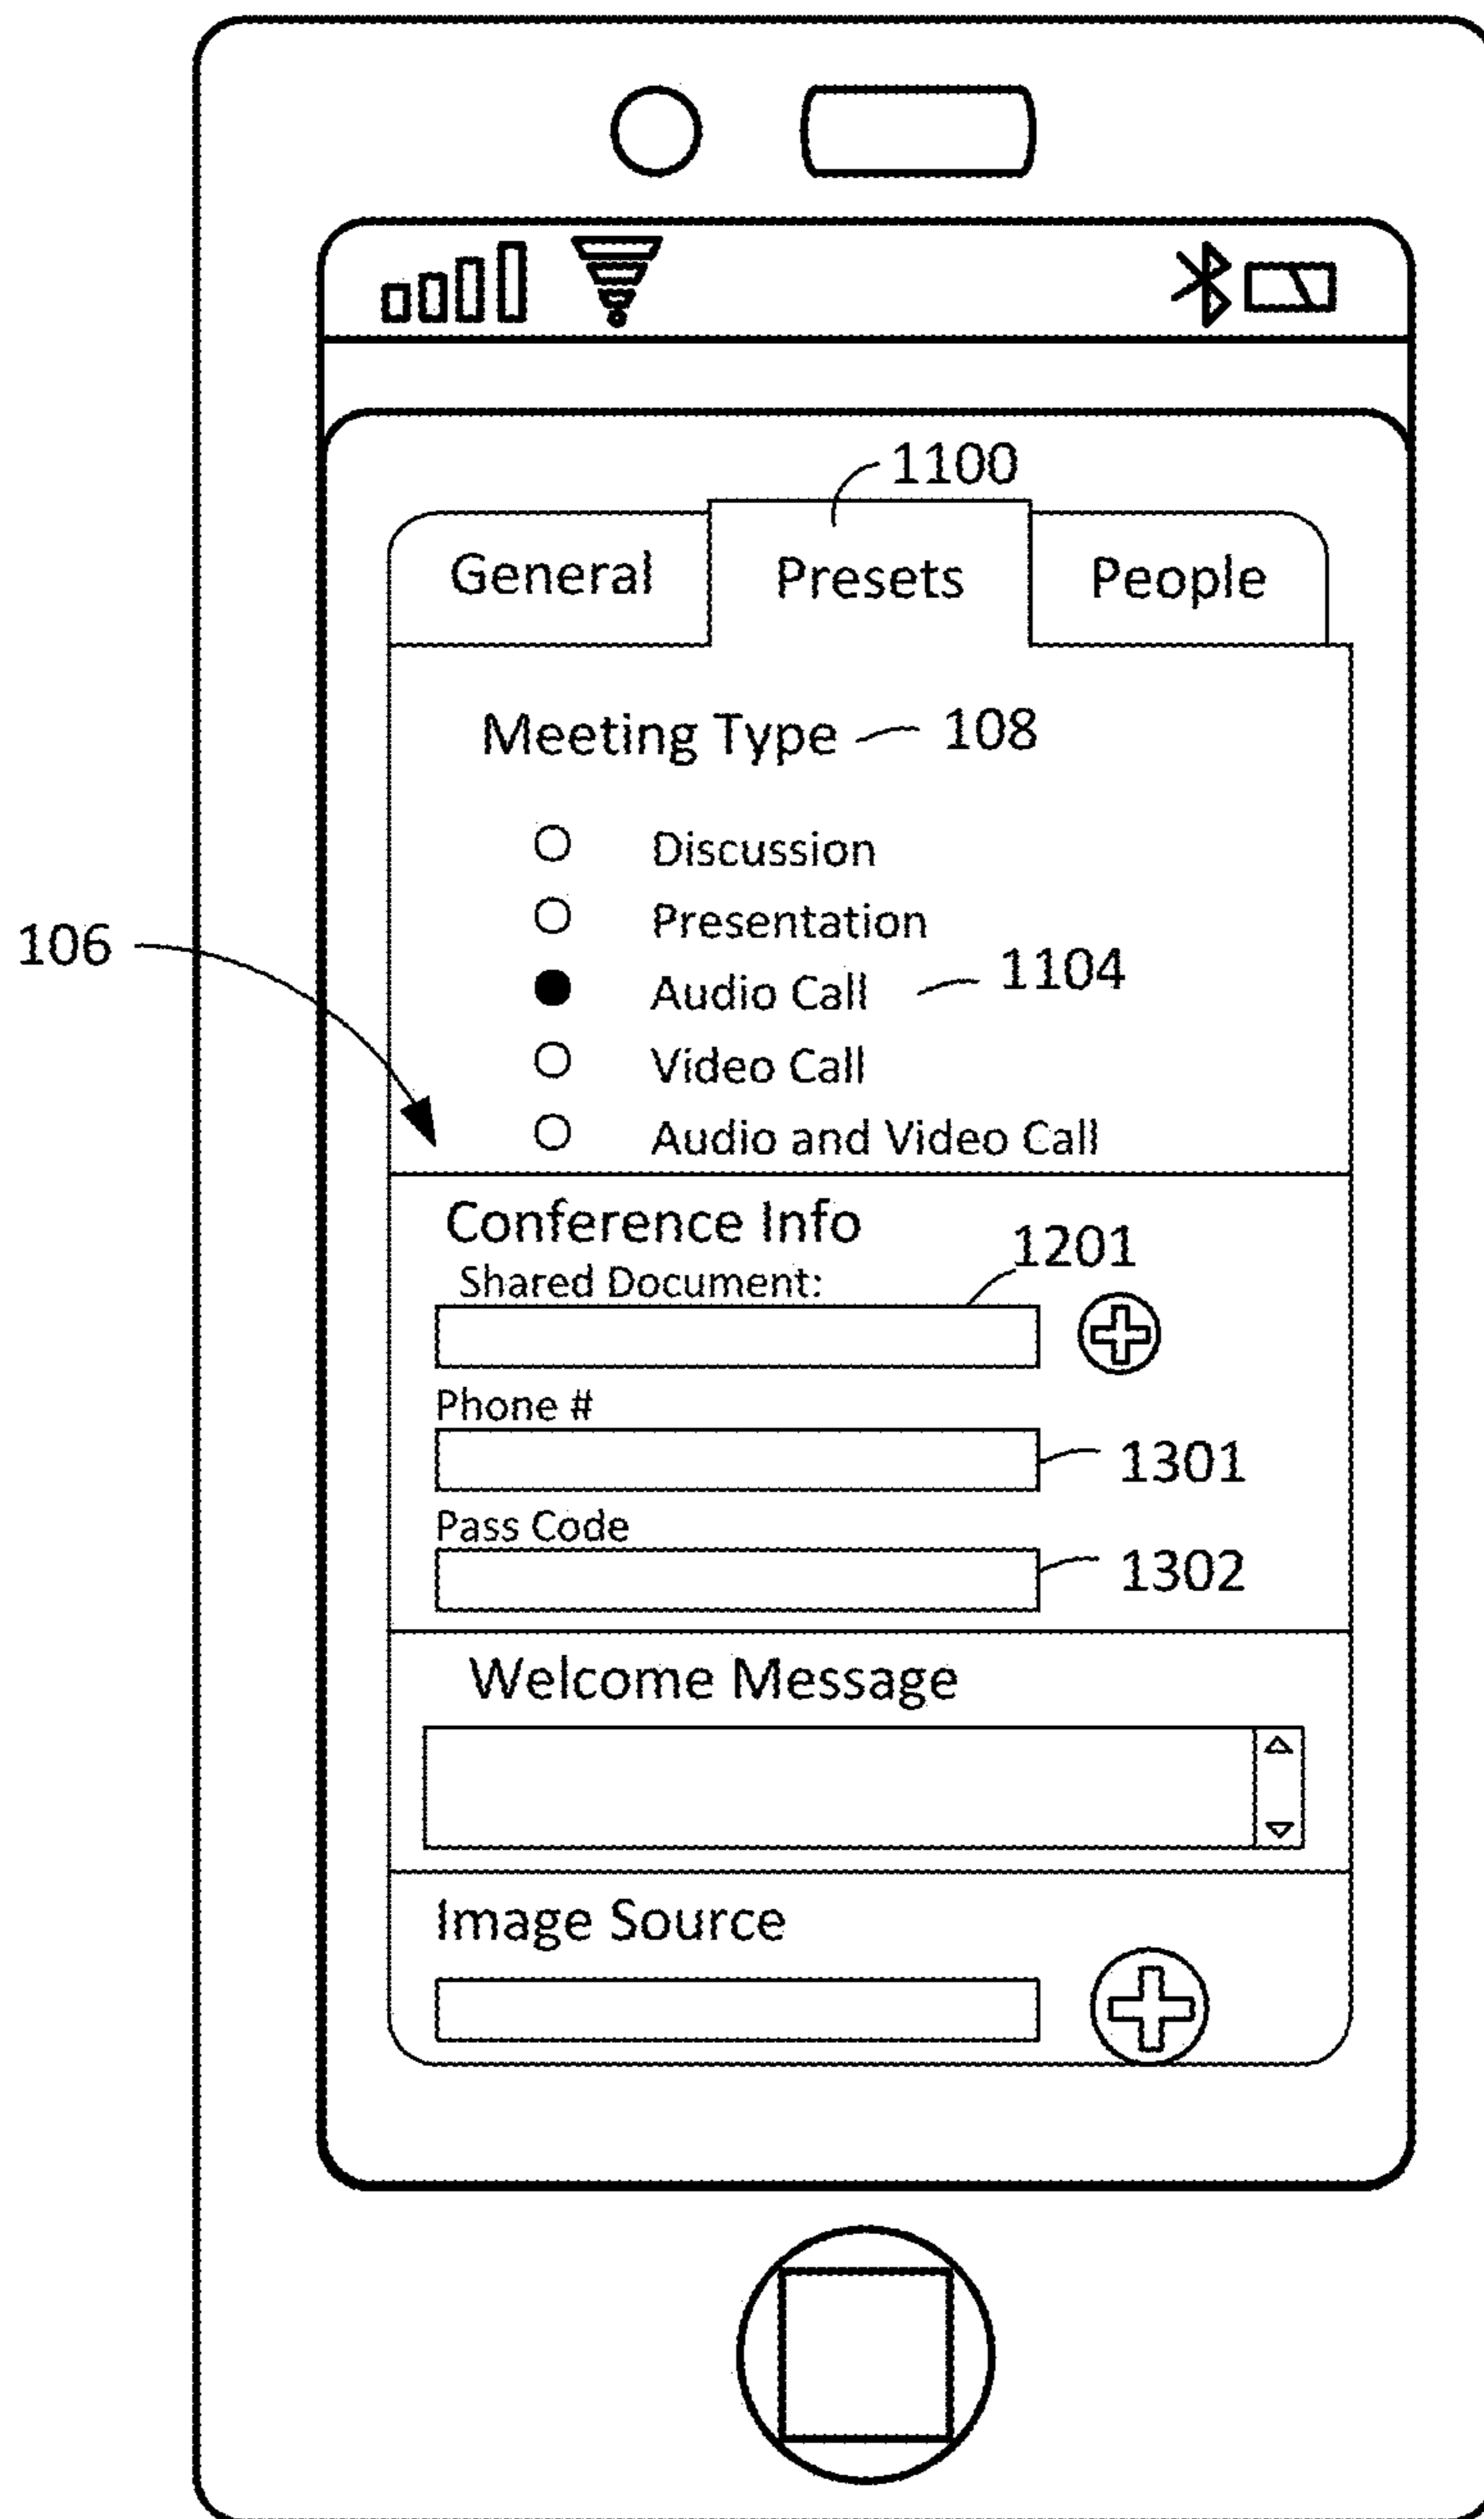 1100
General Presets People
Meeting Type 108
Discussion
Presentation
106
Audio Call 1104
Video Call
Audio and Video Call
Conference Info
1201
Shared Document:
Phone #
1301
Pass Code
1302
Welcome Message
Image Source